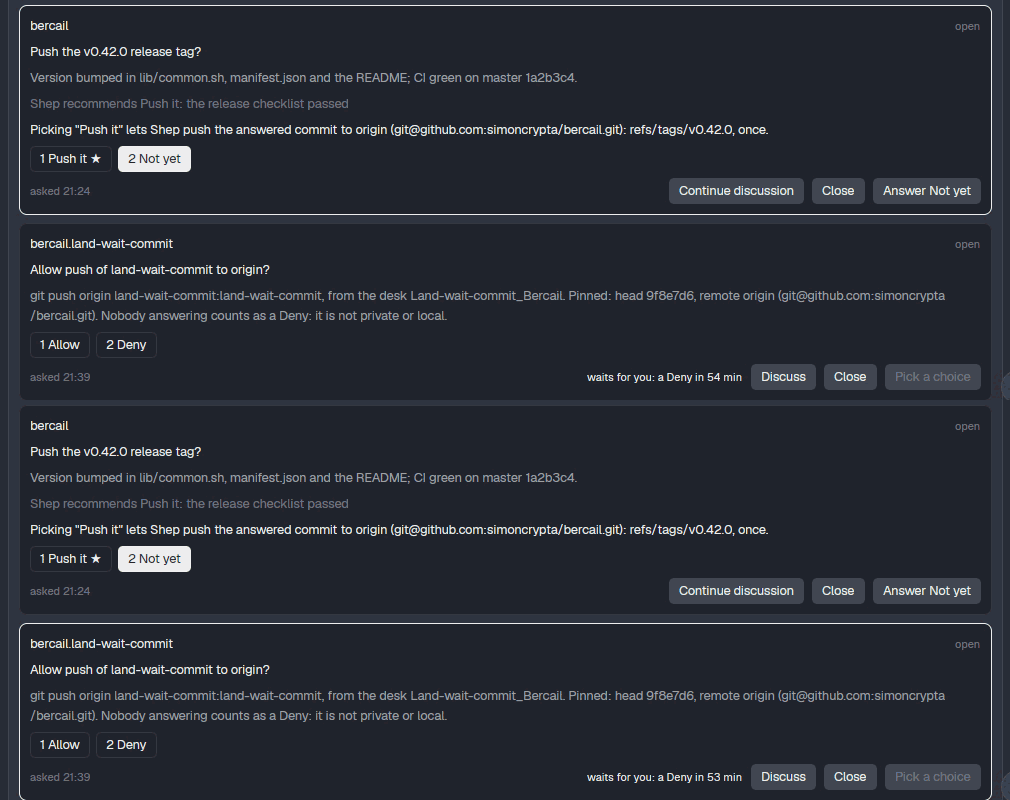 bercail open
Push the v0.42.0 release tag?
Version bumped in lib/common.sh, manifest.json and the README; CI green on master 1a2b3c4.
Shep recommends Push it: the release checklist passed
Picking "Push it" lets Shep push the answered commit to origin (git@github.com:simoncrypta/bercail.git): refs/tags/v0.42.0, once.
1 Push it ★ 2 Not yet
asked 21:24 Continue discussion Close Answer Not yet
bercail.land-wait-commit open
Allow push of land-wait-commit to origin?
git push origin land-wait-commit:land-wait-commit, from the desk Land-wait-commit_Bercail. Pinned: head 9f8e7d6, remote origin (git@github.com:simoncrypta
/bercail.git). Nobody answering counts as a Deny: it is not private or local.
1 Allow 2 Deny
asked 21:39 waits for you: a Deny in 54 min Discuss Close Pick a choice
bercail open
Push the v0.42.0 release tag?
Version bumped in lib/common.sh, manifest.json and the README; CI green on master 1a2b3c4.
Shep recommends Push it: the release checklist passed
Picking "Push it" lets Shep push the answered commit to origin (git@github.com:simoncrypta/bercail.git): refs/tags/v0.42.0, once.
1 Push it ★ 2 Not yet
asked 21:24 Continue discussion Close Answer Not yet
bercail.land-wait-commit open
Allow push of land-wait-commit to origin?
git push origin land-wait-commit:land-wait-commit, from the desk Land-wait-commit_Bercail. Pinned: head 9f8e7d6, remote origin (git@github.com:simoncrypta
/bercail.git). Nobody answering counts as a Deny: it is not private or local.
1 Allow 2 Deny
asked 21:39 waits for you: a Deny in 53 min Discuss Close Pick a choice